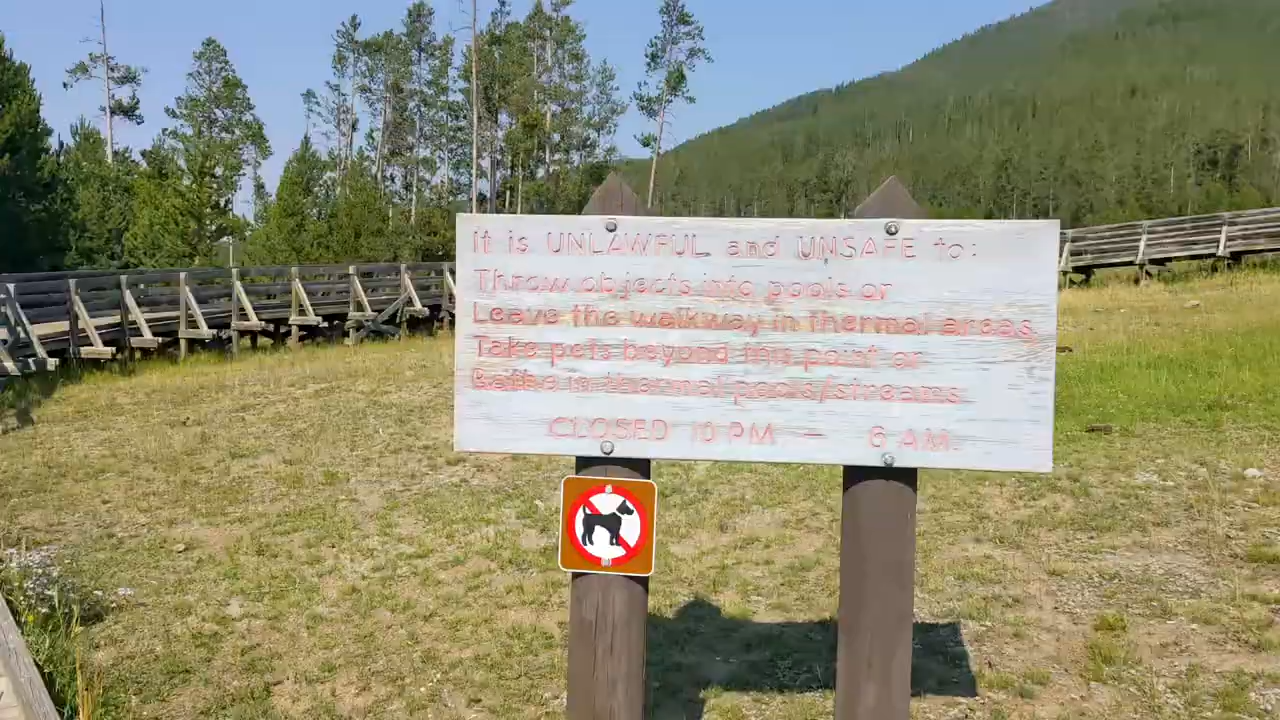 it is UNLAWFUL and UNSAFE to:
Throw objects into pools or
Leave the walkway in thermal areas
Take pets beyond this point or
Bathe in thermal pools/streams.
CLOSED 10 PM – 6 AM.